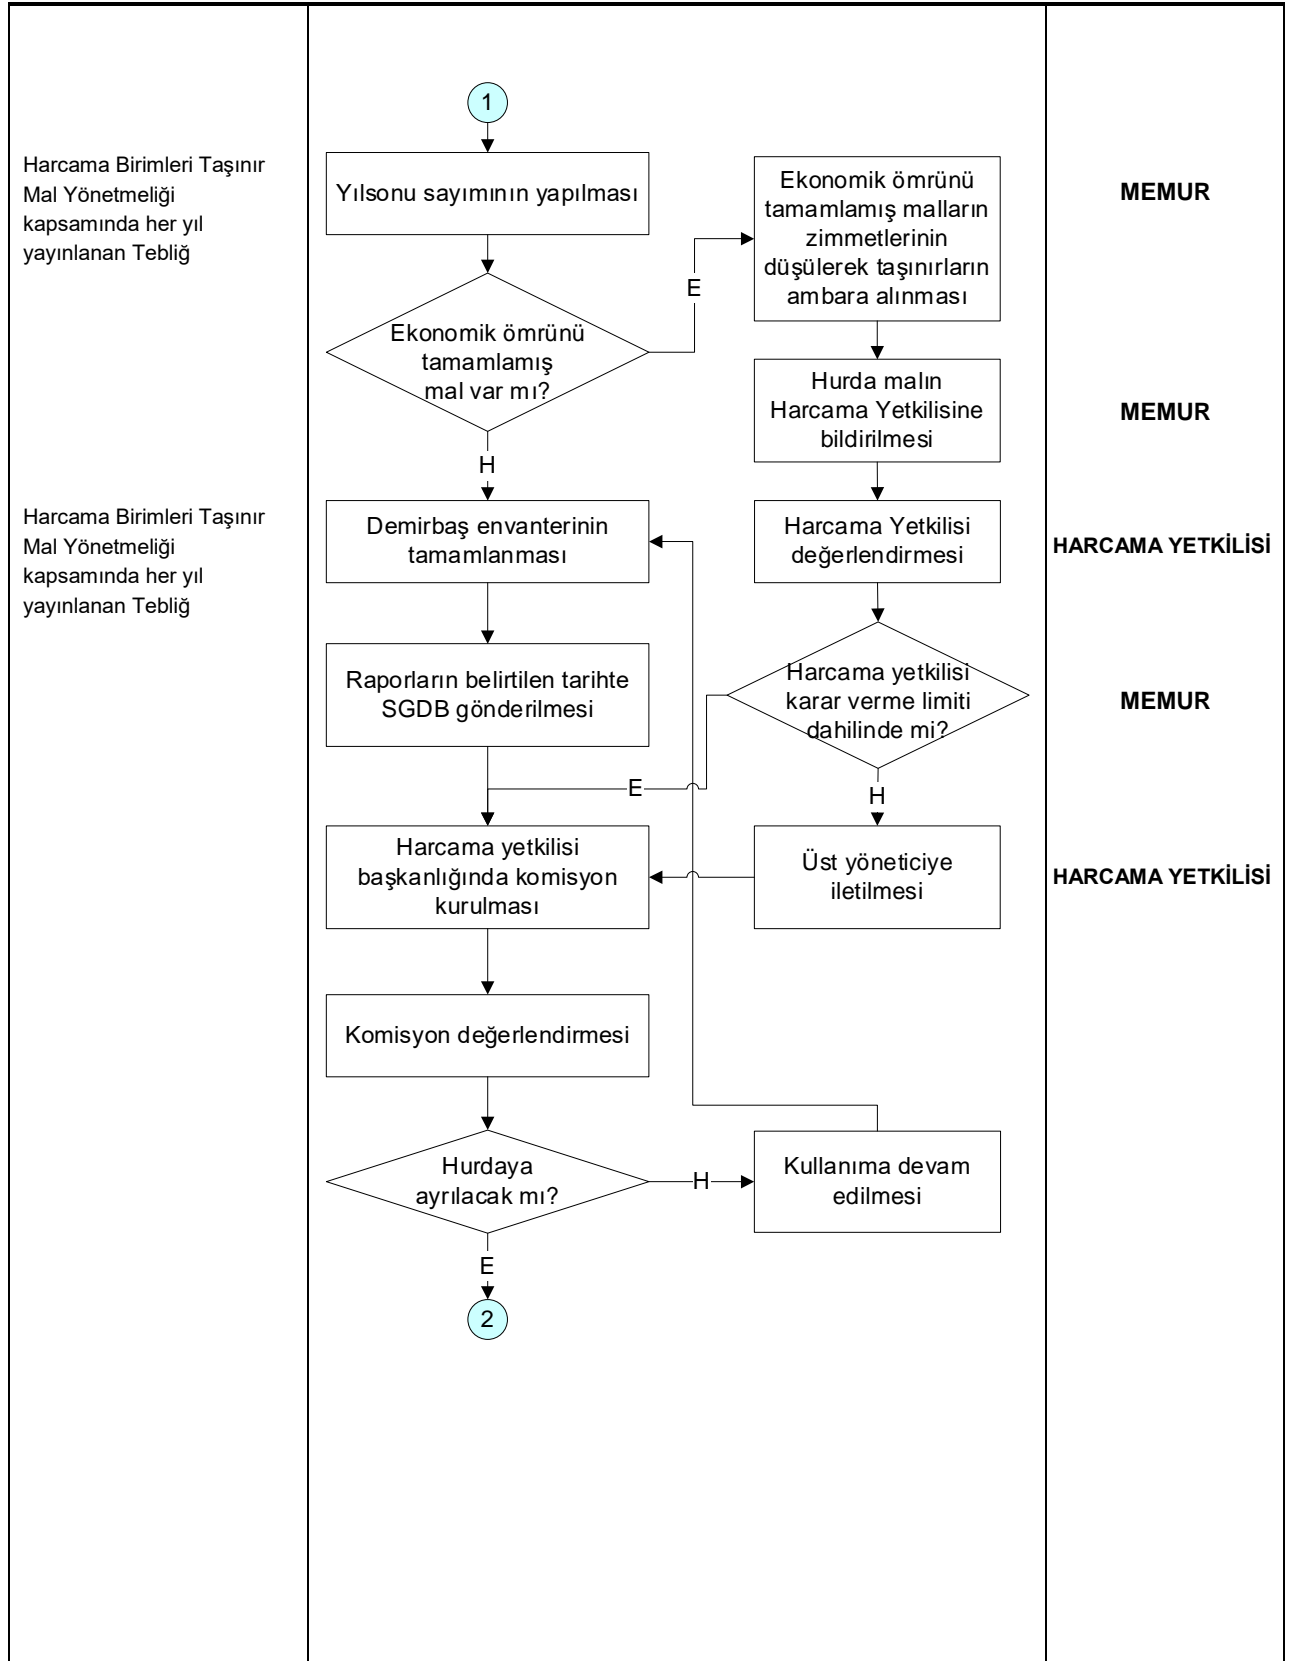 1
Harcama Birimleri Taşınır
Mal Yönetmeliği
kapsamında her yıl
yayınlanan Tebliğ
Yılsonu sayımının yapılması
Ekonomik ömrünü
tamamlamış malların
zimmetlerinin
düşülerek taşınırların
ambara alınması
MEMUR
E
Ekonomik ömrünü
tamamlamış
mal var mı?
Hurda malın
Harcama Yetkilisine
bildirilmesi
MEMUR
H
Harcama Birimleri Taşınır
Mal Yönetmeliği
kapsamında her yıl
yayınlanan Tebliğ
Demirbaş envanterinin
tamamlanması
Harcama Yetkilisi
değerlendirmesi
HARCAMA YETKİLİSİ
Raporların belirtilen tarihte
SGDB gönderilmesi
Harcama yetkilisi
karar verme limiti
dahilinde mi?
MEMUR
E
H
Harcama yetkilisi
başkanlığında komisyon
kurulması
Üst yöneticiye
iletilmesi
HARCAMA YETKİLİSİ
Komisyon değerlendirmesi
Hurdaya
ayrılacak mı?
H
Kullanıma devam
edilmesi
E
2